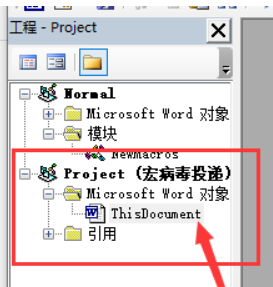 工程 - Project
Normal
Microsoft Word 对象
模块
NewMacros
Project (宏病毒投递)
Microsoft Word 对象
ThisDocument
引用